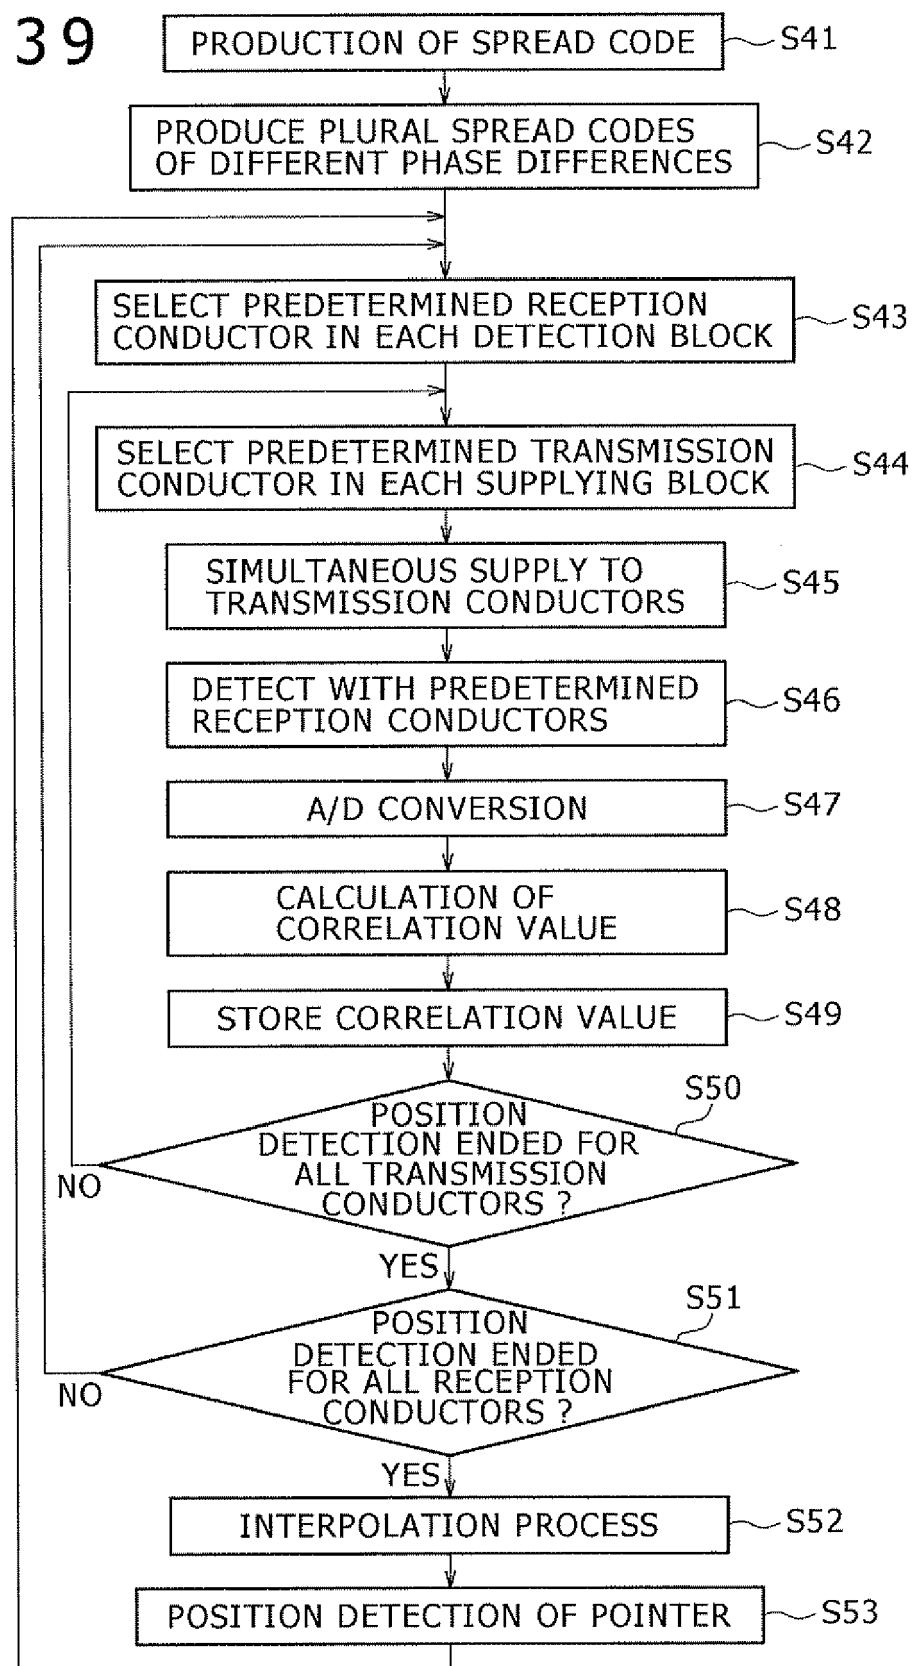 39
PRODUCTION OF SPREAD CODE
S41
PRODUCE PLURAL SPREAD CODES
OF DIFFERENT PHASE DIFFERENCES
S42
SELECT PREDETERMINED RECEPTION
CONDUCTOR IN EACH DETECTION BLOCK
S43
SELECT PREDETERMINED TRANSMISSION
CONDUCTOR IN EACH SUPPLYING BLOCK
S44
SIMULTANEOUS SUPPLY TO
TRANSMISSION CONDUCTORS
S45
DETECT WITH PREDETERMINED
RECEPTION CONDUCTORS
S46
A/D CONVERSION
S47
CALCULATION OF
CORRELATION VALUE
S48
STORE CORRELATION VALUE
S49
S50
POSITION
DETECTION ENDED FOR
ALL TRANSMISSION
CONDUCTORS ?
NO
YES
S51
POSITION
DETECTION ENDED
FOR ALL RECEPTION
CONDUCTORS ?
NO
YES
INTERPOLATION PROCESS
S52
POSITION DETECTION OF POINTER
S53